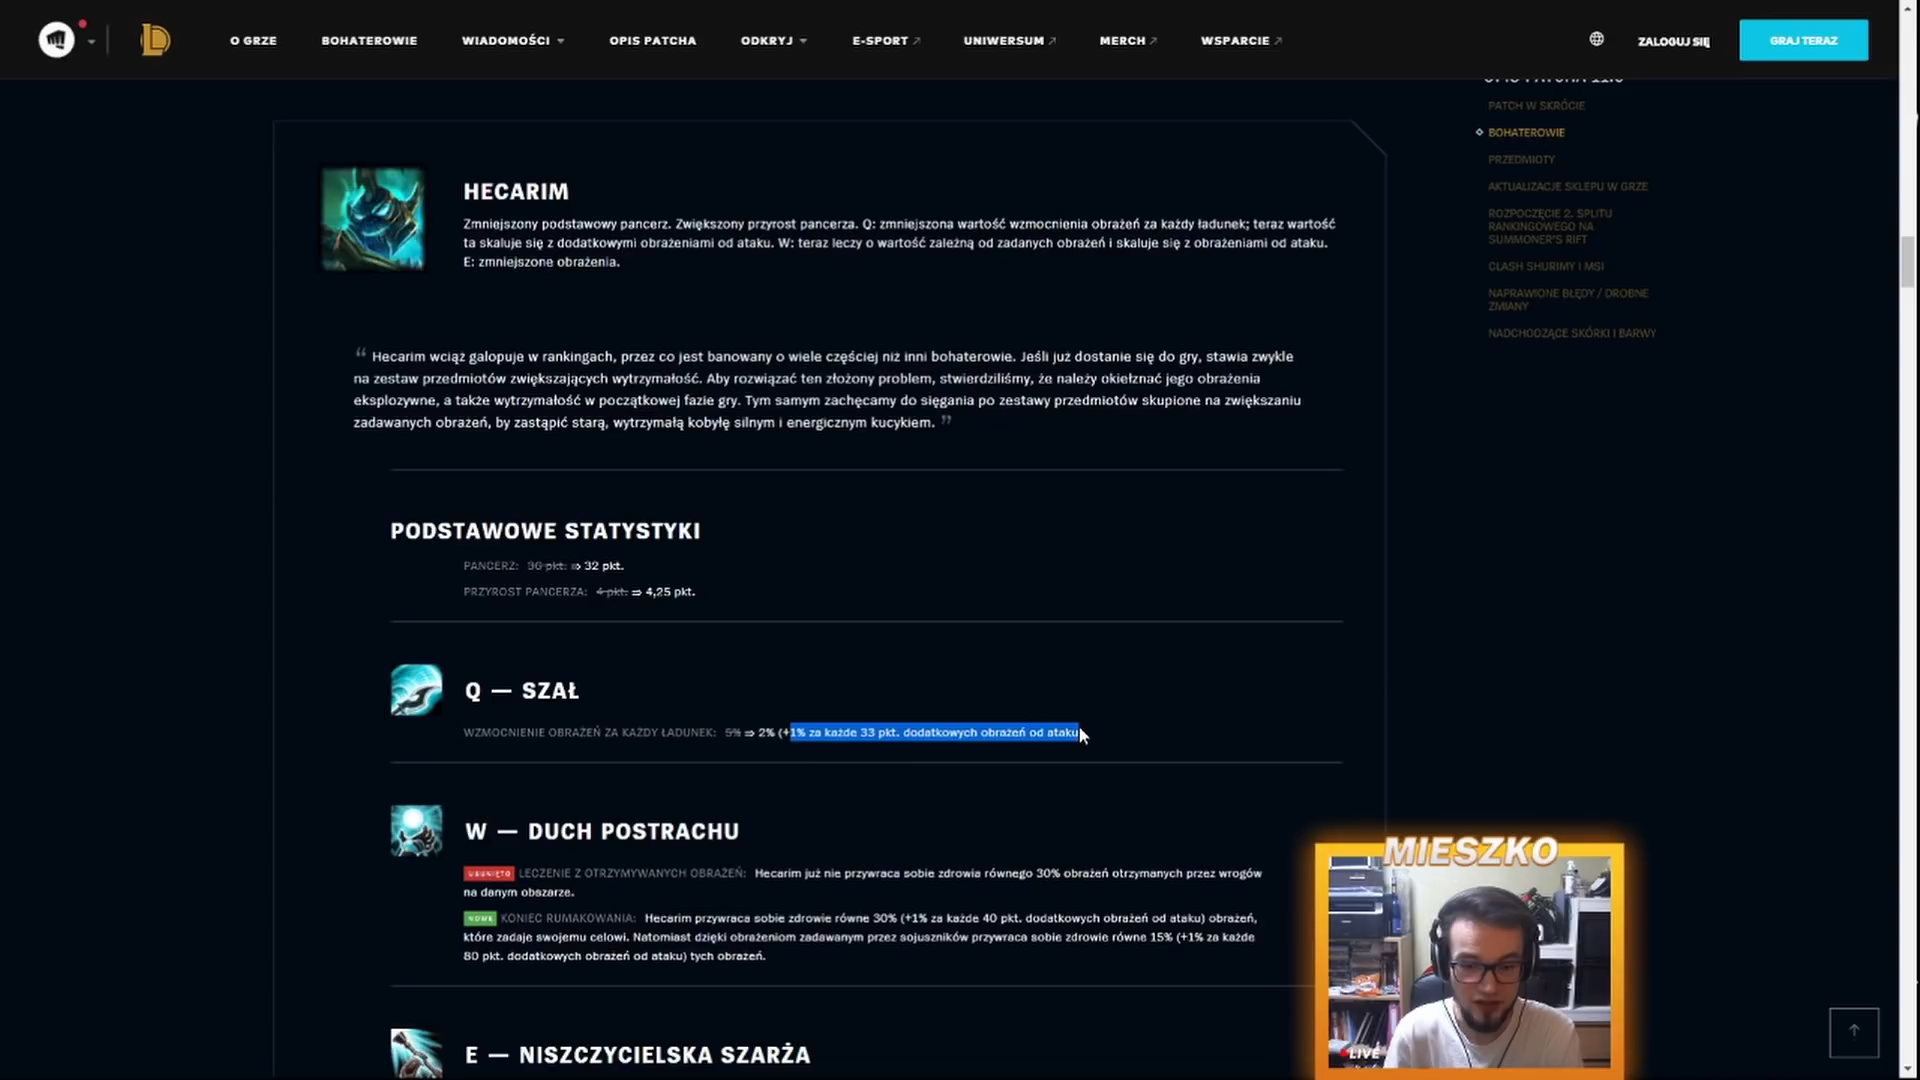 O GRZE
BOHATEROWIE
WIADOMOŚCI
OPIS PATCHA
ODKRYJ
E-SPORT
UNIWERSUM
MERCH
WSPARCIE
ZALOGUJ SIĘ
GRAJ TERAZ
PATCH W SKRÓCIE
BOHATEROWIE
PRZEDMIOTY
AKTUALIZACJE SKLEPU W GRZE
ROZPOCZĘCIE 2. SPLITU
RANKINGOWEGO NA
SUMMONER'S RIFT
CLASH SHURIMY I MSI
NAPRAWIONE BŁĘDY / DROBNE
ZMIANY
NADCHODZĄCE SKÓRKI I BARWY
HECARIM
Zmniejszony podstawowy pancerz. Zwiększony przyrost pancerza. Q: zmniejszona wartość wzmocnienia obrażeń za każdy ładunek; teraz wartość
ta skaluje się z dodatkowymi obrażeniami od ataku. W: teraz leczy o wartość zależną od zadanych obrażeń i skaluje się z obrażeniami od ataku.
E: zmniejszone obrażenia.
“ Hecarim wciąż galopuje w rankingach, przez co jest banowany o wiele częściej niż inni bohaterowie. Jeśli już dostanie się do gry, stawia zwykle
na zestaw przedmiotów zwiększających wytrzymałość. Aby rozwiązać ten złożony problem, stwierdziliśmy, że należy okiełznać jego obrażenia
eksplozywne, a także wytrzymałość w początkowej fazie gry. Tym samym zachęcamy do sięgania po zestawy przedmiotów skupione na zwiększaniu
zadawanych obrażeń, by zastąpić starą, wytrzymałą kobyłę silnym i energicznym kucykiem. ”
PODSTAWOWE STATYSTYKI
PANCERZ: 36 pkt. ⇒ 32 pkt.
PRZYROST PANCERZA: 4 pkt. ⇒ 4,25 pkt.
Q — SZAŁ
WZMOCNIENIE OBRAŻEŃ ZA KAŻDY ŁADUNEK: 5% ⇒ 2% (+1% za każde 33 pkt. dodatkowych obrażeń od ataku
W — DUCH POSTRACHU
USUNIĘTO LECZENIE Z OTRZYMYWANYCH OBRAŻEŃ: Hecarim już nie przywraca sobie zdrowia równego 30% obrażeń otrzymanych przez wrogów
na danym obszarze.
NOWE KONIEC RUMAKOWANIA: Hecarim przywraca sobie zdrowie równe 30% (+1% za każde 40 pkt. dodatkowych obrażeń od ataku) obrażeń,
które zadaje swojemu celowi. Natomiast dzięki obrażeniom zadawanym przez sojuszników przywraca sobie zdrowie równe 15% (+1% za każde
80 pkt. dodatkowych obrażeń od ataku) tych obrażeń.
E — NISZCZYCIELSKA SZARŻA
MIESZKO
LIVE